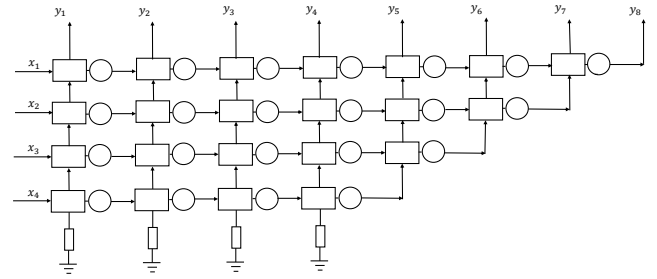 y₁ y₂ y₃ y₄ y₅ y₆ y₇ y₈
x₁
x₂
x₃
x₄